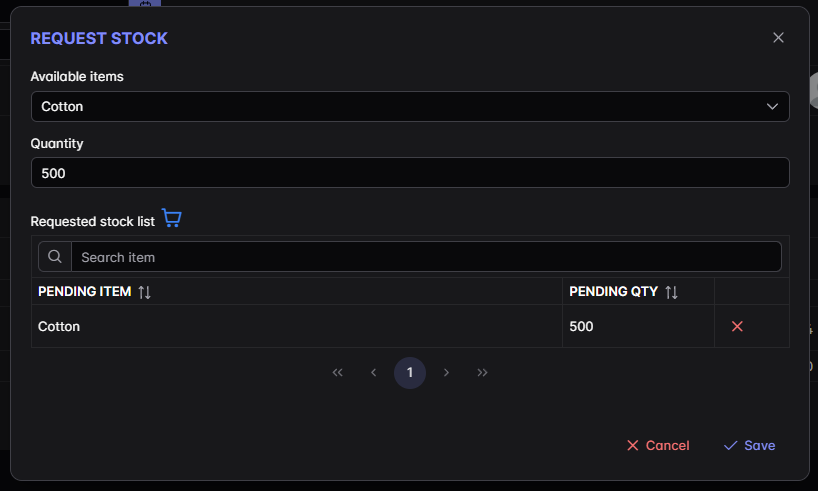 REQUEST STOCK
Available items
Cotton
Quantity
500
Requested stock list
Search item
PENDING ITEM PENDING QTY
Cotton 500
1
Cancel Save